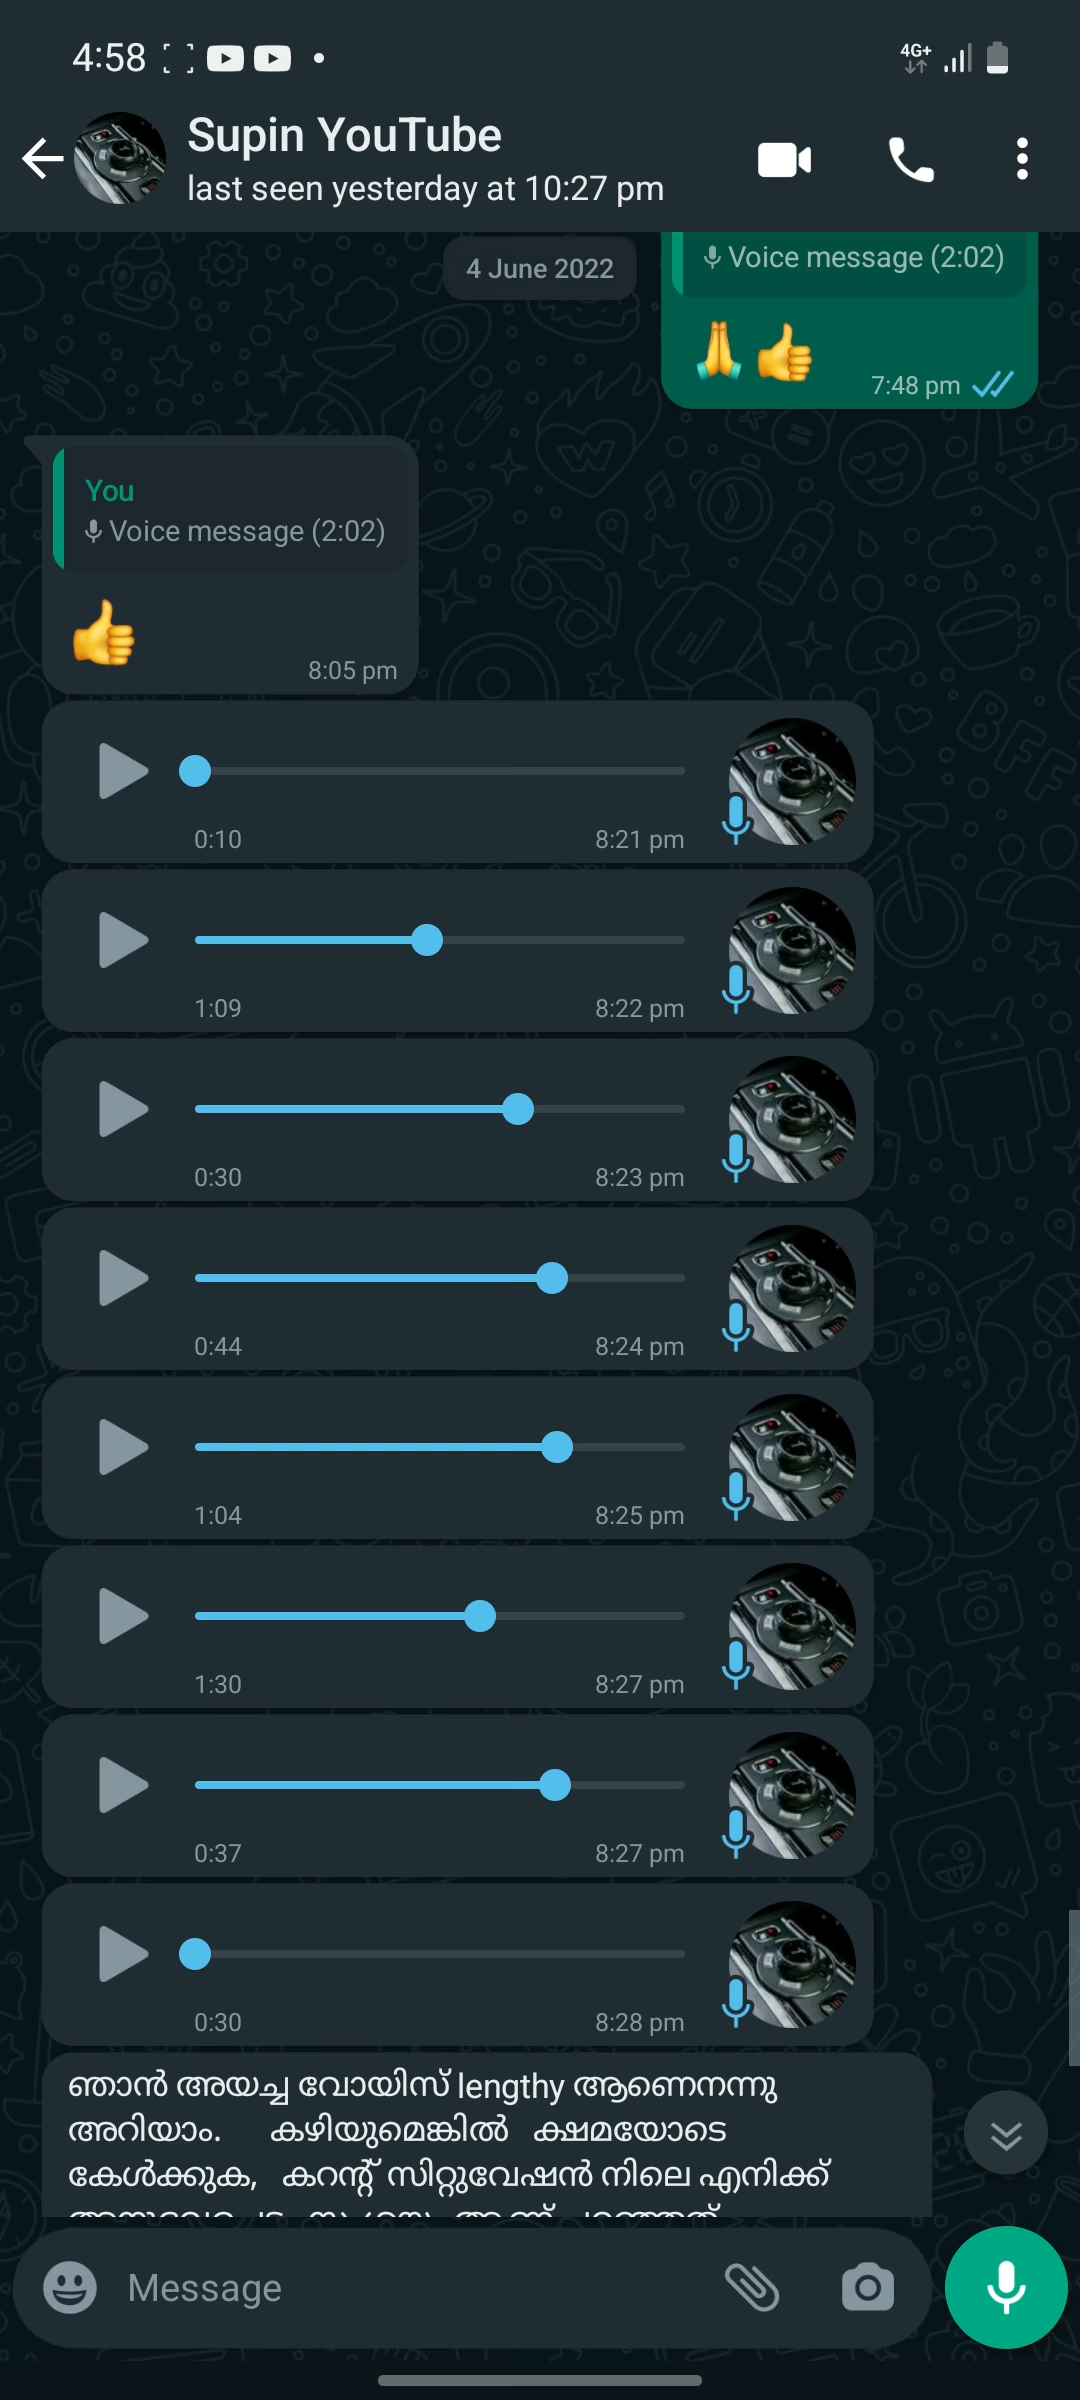 4:58
4G+
Supin YouTube
last seen yesterday at 10:27 pm
4 June 2022
Voice message (2:02)
7:48 pm
You
Voice message (2:02)
8:05 pm
0:10 8:21 pm
1:09 8:22 pm
0:30 8:23 pm
0:44 8:24 pm
1:04 8:25 pm
1:30 8:27 pm
0:37 8:27 pm
0:30 8:28 pm
ഞാൻ അയച്ച വോയിസ് lengthy ആണെനന്നു
അറിയാം. കഴിയുമെങ്കിൽ ക്ഷമയോടെ
കേൾക്കുക, കറന്റ് സിറ്റുവേഷൻ നിലെ എനിക്ക്
Message